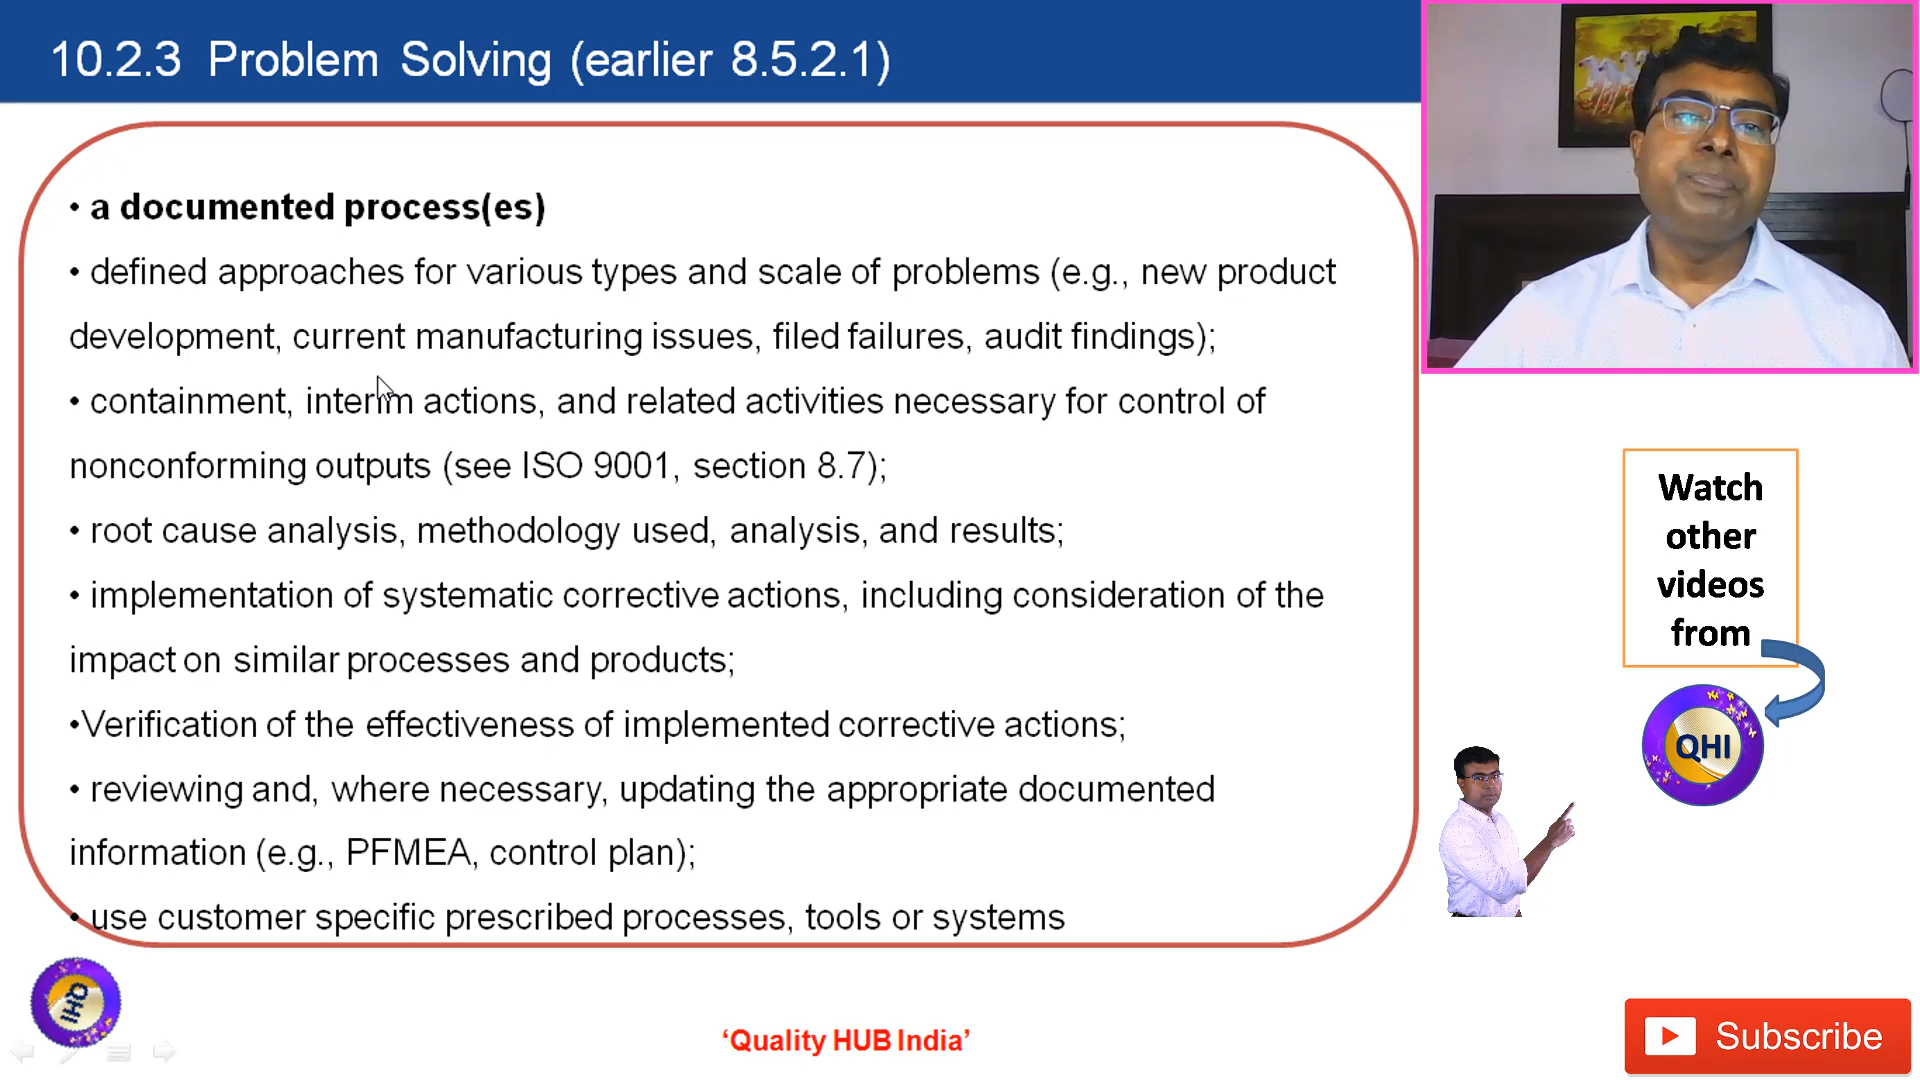 10.2.3 Problem Solving (earlier 8.5.2.1)
• a documented process(es)
• defined approaches for various types and scale of problems (e.g., new product
development, current manufacturing issues, filed failures, audit findings);
• containment, interim actions, and related activities necessary for control of
nonconforming outputs (see ISO 9001, section 8.7);
• root cause analysis, methodology used, analysis, and results;
• implementation of systematic corrective actions, including consideration of the
impact on similar processes and products;
•Verification of the effectiveness of implemented corrective actions;
• reviewing and, where necessary, updating the appropriate documented
information (e.g., PFMEA, control plan);
• use customer specific prescribed processes, tools or systems
Watch
other
videos
from
QHI
QHI
‘Quality HUB India’
Subscribe